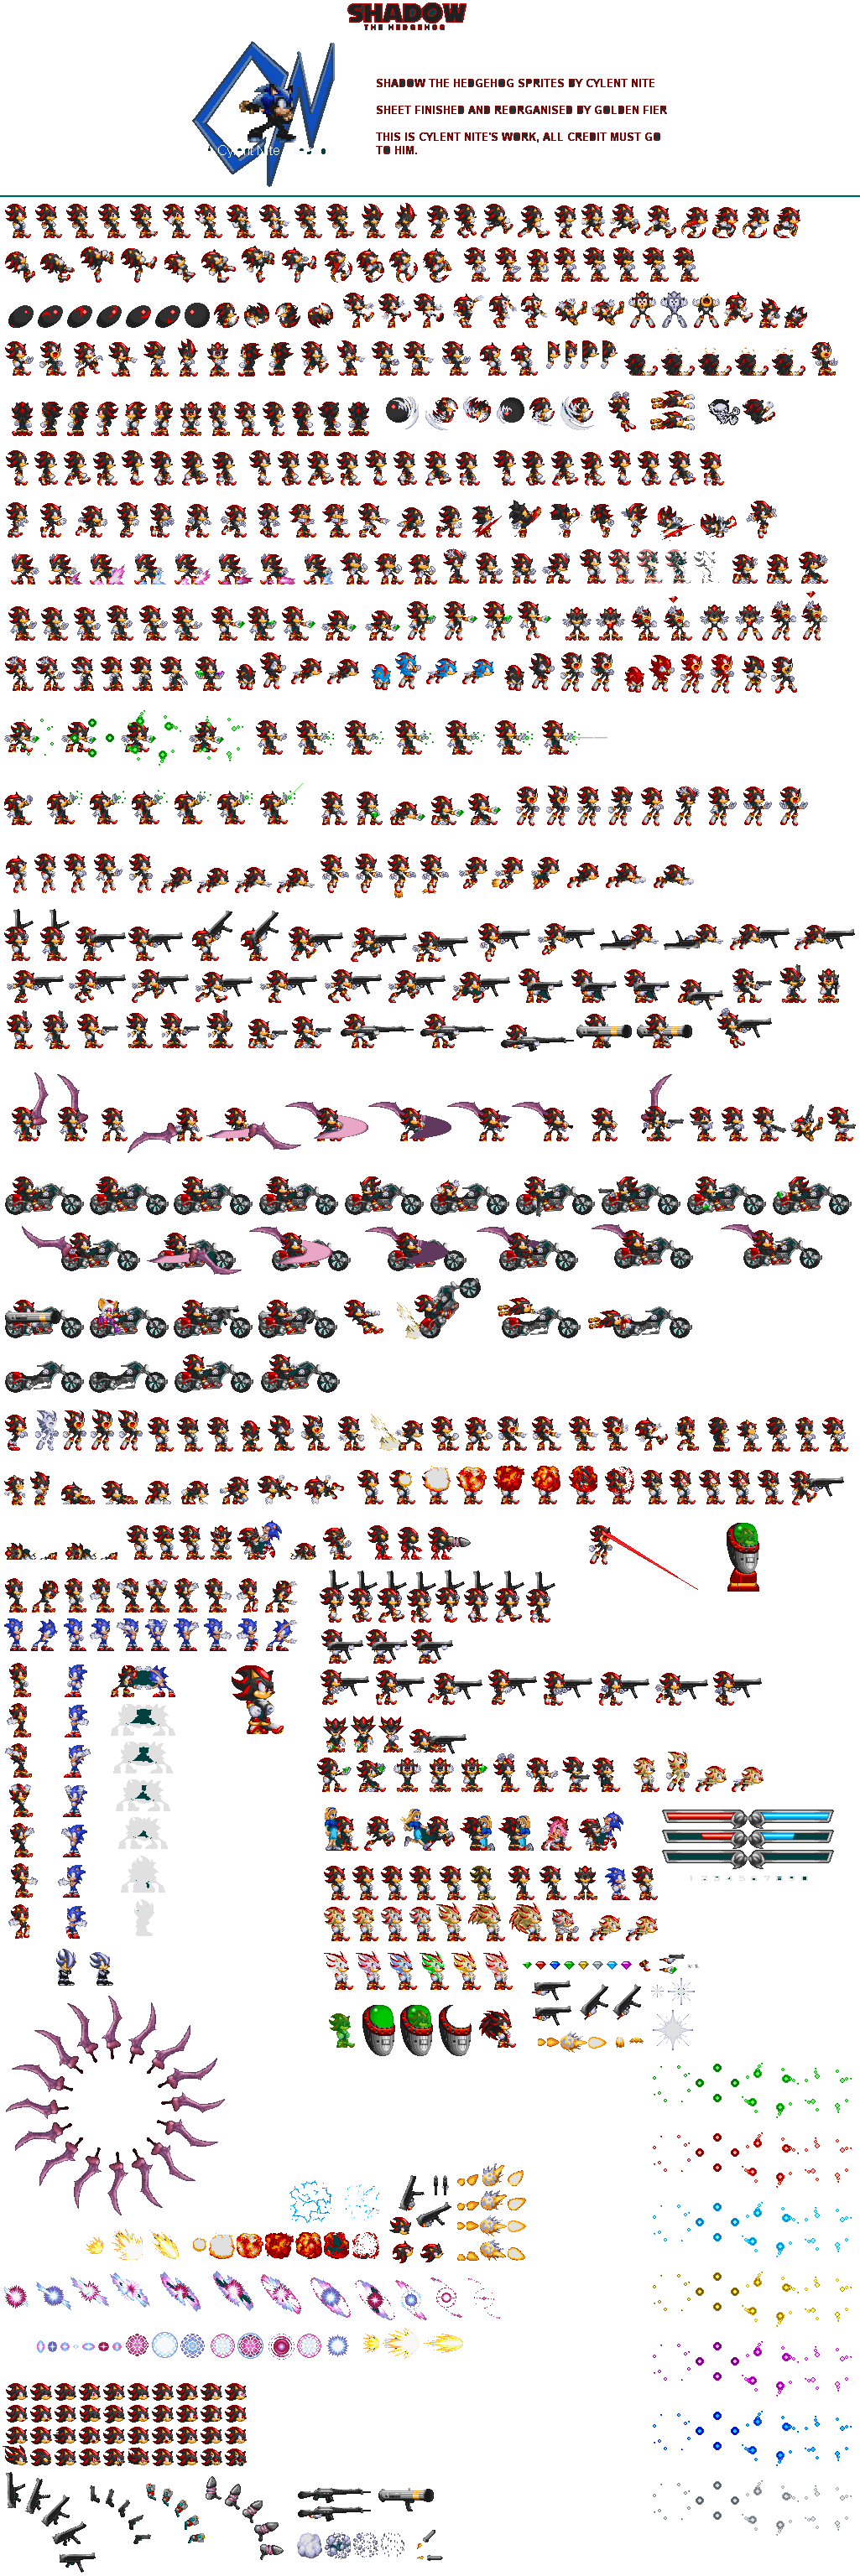 SHADOW
THE HEDGEHOG
SHADOW THE HEDGEHOG SPRITES BY CYLENT NITE
SHEET FINISHED AND REORGANISED BY GOLDEN FIER
THIS IS CYLENT NITE'S WORK, ALL CREDIT MUST GO
TO HIM.
Cylent Nite